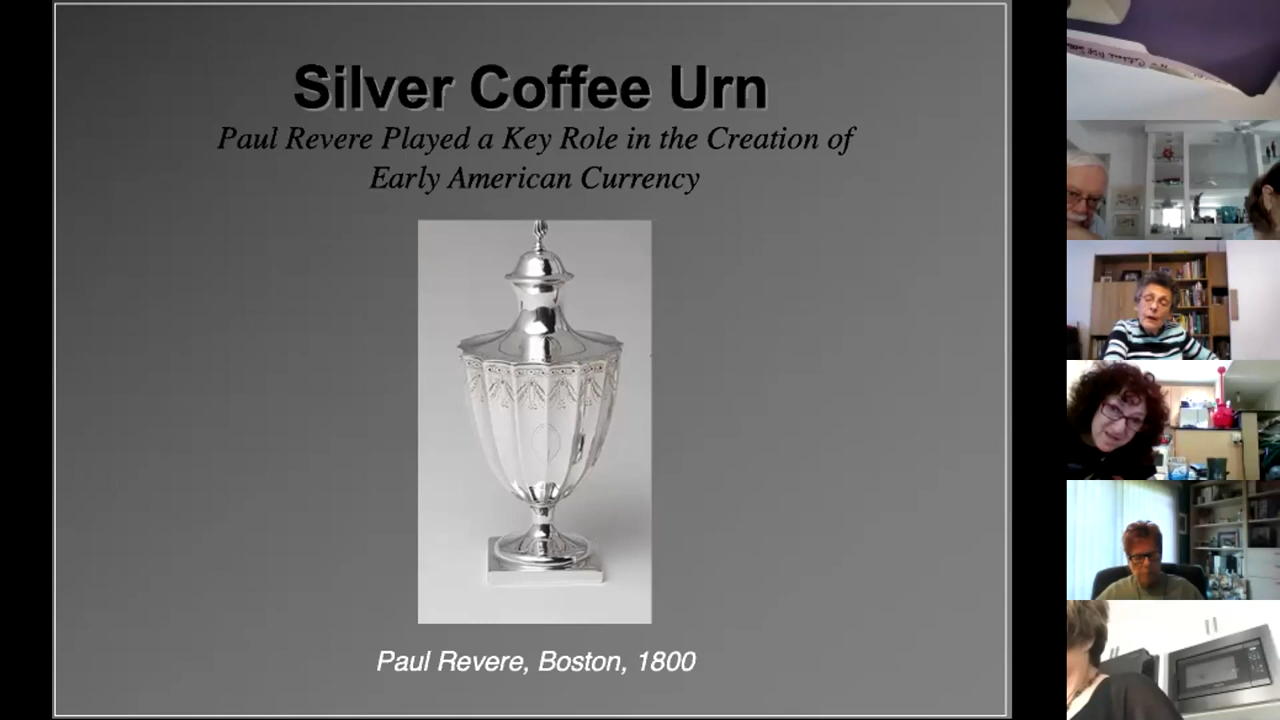 Silver Coffee Urn
Paul Revere Played a Key Role in the Creation of
Early American Currency
Paul Revere, Boston, 1800